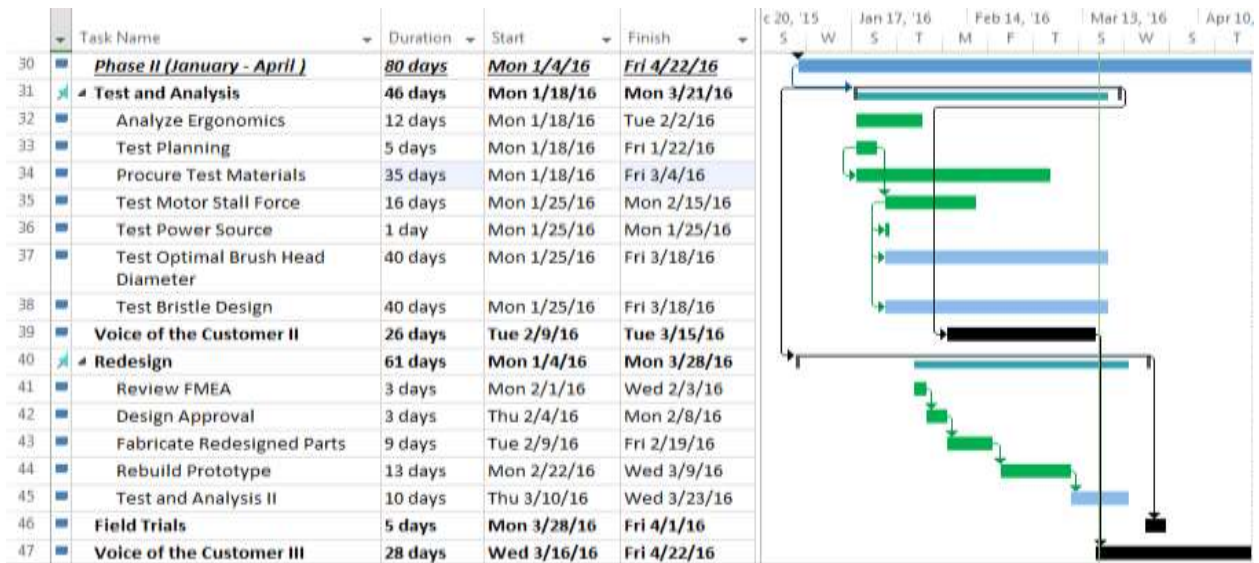 c 20, '15 Jan 17, '16 Feb 14, '16 Mar 13, '16 Apr 10,
Task Name Duration Start Finish S W S T M F T S W S T
30 Phase II (January - April ) 80 days Mon 1/4/16 Fri 4/22/16
31 Test and Analysis 46 days Mon 1/18/16 Mon 3/21/16
32 Analyze Ergonomics 12 days Mon 1/18/16 Tue 2/2/16
33 Test Planning 5 days Mon 1/18/16 Fri 1/22/16
34 Procure Test Materials 35 days Mon 1/18/16 Fri 3/4/16
35 Test Motor Stall Force 16 days Mon 1/25/16 Mon 2/15/16
36 Test Power Source 1 day Mon 1/25/16 Mon 1/25/16
37 Test Optimal Brush Head 40 days Mon 1/25/16 Fri 3/18/16
Diameter
38 Test Bristle Design 40 days Mon 1/25/16 Fri 3/18/16
39 Voice of the Customer II 26 days Tue 2/9/16 Tue 3/15/16
40 Redesign 61 days Mon 1/4/16 Mon 3/28/16
41 Review FMEA 3 days Mon 2/1/16 Wed 2/3/16
42 Design Approval 3 days Thu 2/4/16 Mon 2/8/16
43 Fabricate Redesigned Parts 9 days Tue 2/9/16 Fri 2/19/16
44 Rebuild Prototype 13 days Mon 2/22/16 Wed 3/9/16
45 Test and Analysis II 10 days Thu 3/10/16 Wed 3/23/16
46 Field Trials 5 days Mon 3/28/16 Fri 4/1/16
47 Voice of the Customer III 28 days Wed 3/16/16 Fri 4/22/16